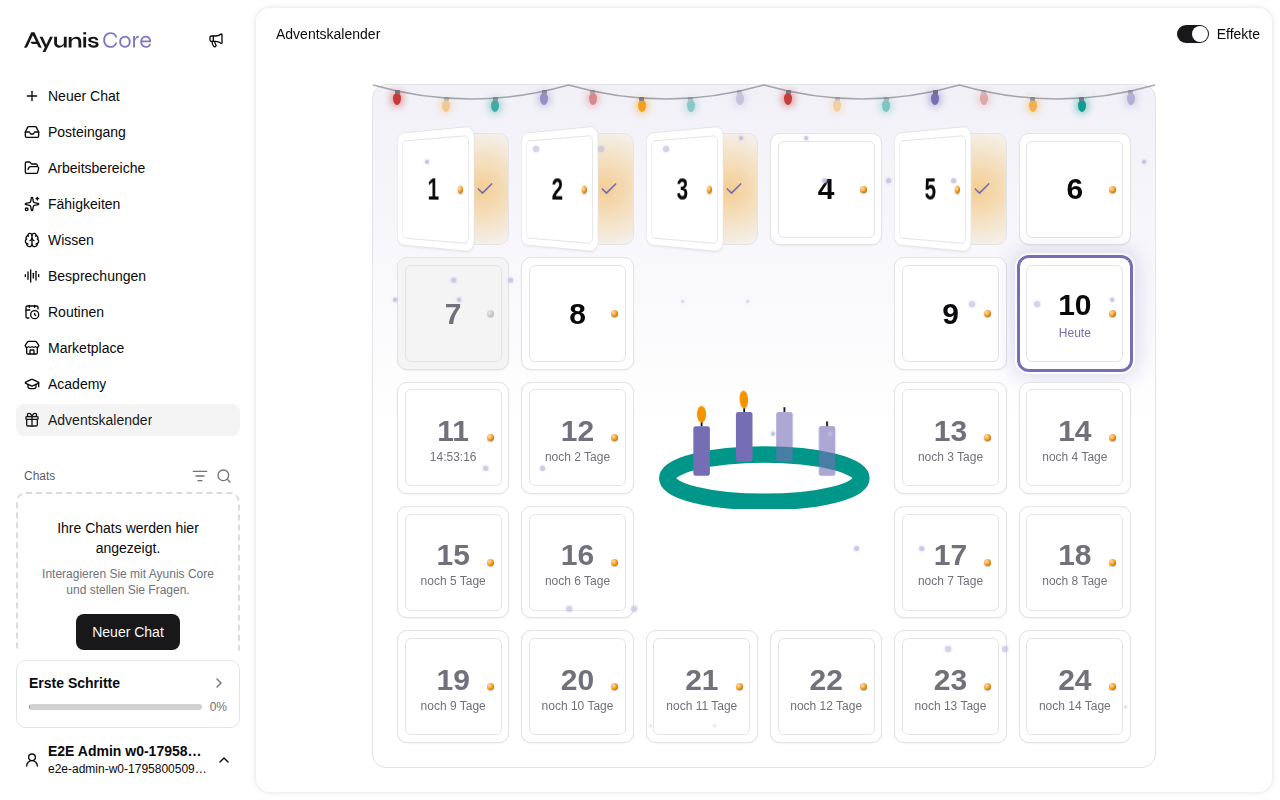 Ayunis Core
Neuer Chat
Posteingang
Arbeitsbereiche
Fähigkeiten
Wissen
Besprechungen
Routinen
Marketplace
Academy
Adventskalender
Chats
Ihre Chats werden hier
angezeigt.
Interagieren Sie mit Ayunis Core
und stellen Sie Fragen.
Neuer Chat
Erste Schritte
0%
E2E Admin w0-17958…
e2e-admin-w0-1795800509…
Adventskalender
Effekte
1
2
3
4
5
6
7
8
9
10
Heute
11
14:53:16
12
noch 2 Tage
13
noch 3 Tage
14
noch 4 Tage
15
noch 5 Tage
16
noch 6 Tage
17
noch 7 Tage
18
noch 8 Tage
19
noch 9 Tage
20
noch 10 Tage
21
noch 11 Tage
22
noch 12 Tage
23
noch 13 Tage
24
noch 14 Tage